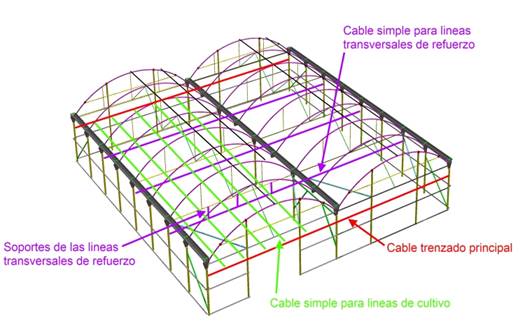 Cable simple para lineas
transversales de refuerzo
Soportes de las lineas
transversales de refuerzo
Cable trenzado principal
Cable simple para lineas de cultivo